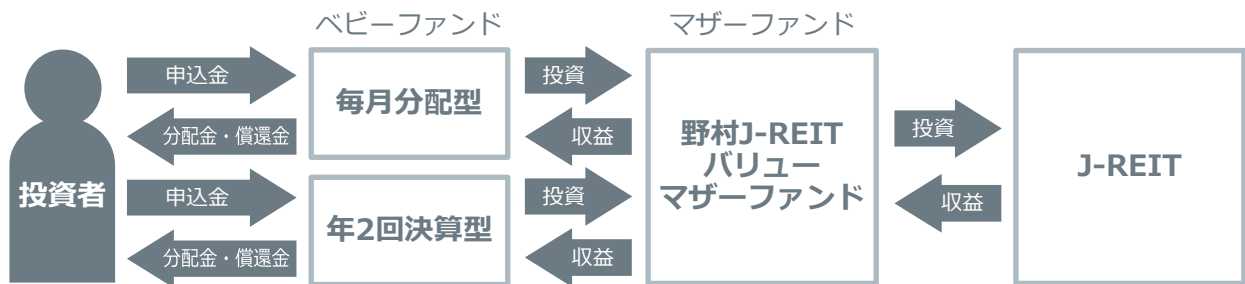 ベビーファンド
マザーファンド
投資者
申込金
分配金・償還金
毎月分配型
投資
収益
申込金
分配金・償還金
年2回決算型
投資
収益
野村J-REIT
バリュー
マザーファンド
投資
収益
J-REIT